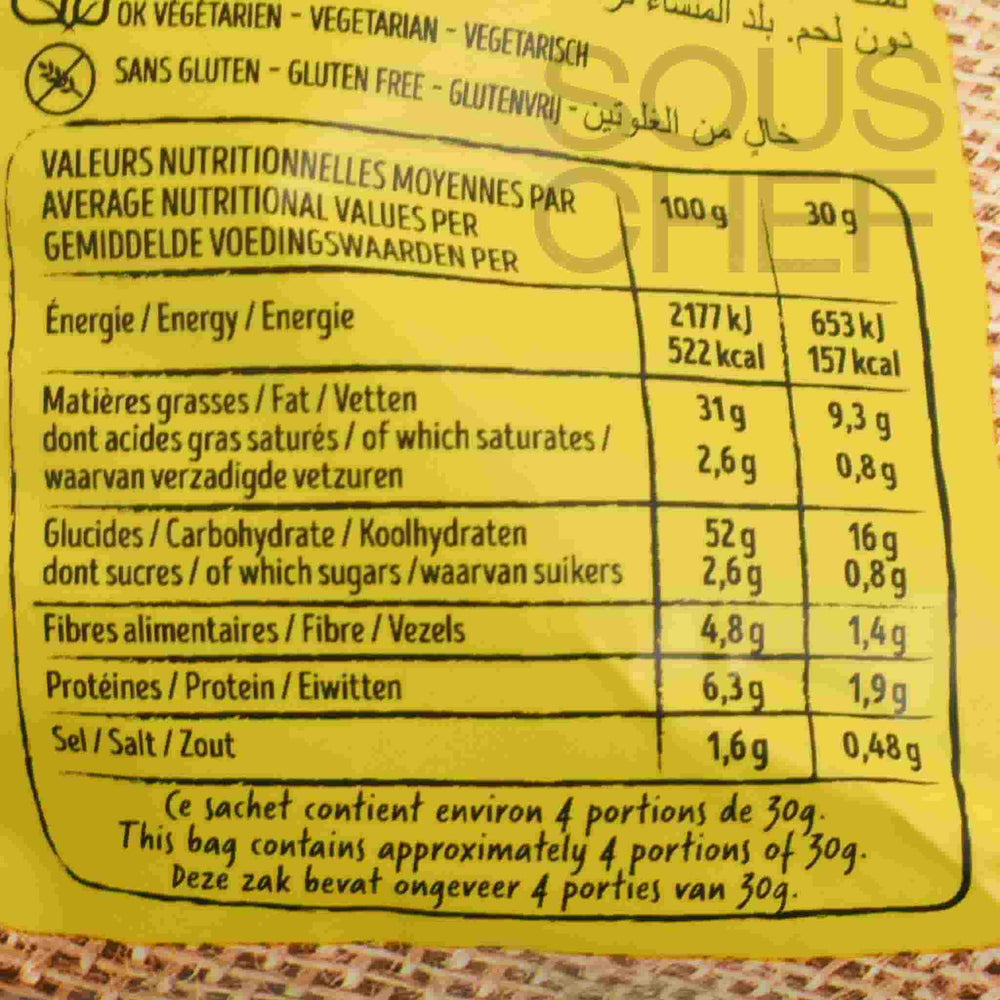 دون لحم. بلد المنشأ
OK VÉGÉTARIEN - VEGETARIAN - VEGETARISCH
SANS GLUTEN - GLUTEN FREE - GLUTENVRIJ - خالٍ من الغلوتين
SOUS
CHEF
VALEURS NUTRITIONNELLES MOYENNES PAR
AVERAGE NUTRITIONAL VALUES PER
GEMIDDELDE VOEDINGSWAARDEN PER
100 g 30 g
Énergie / Energy / Energie 2177 kJ 653 kJ
522 kcal 157 kcal
Matières grasses / Fat / Vetten 31 g 9,3 g
dont acides gras saturés / of which saturates /
waarvan verzadigde vetzuren 2,6 g 0,8 g
Glucides / Carbohydrate / Koolhydraten 52 g 16 g
dont sucres / of which sugars / waarvan suikers 2,6 g 0,8 g
Fibres alimentaires / Fibre / Vezels 4,8 g 1,4 g
Protéines / Protein / Eiwitten 6,3 g 1,9 g
Sel / Salt / Zout 1,6 g 0,48 g
Ce sachet contient environ 4 portions de 30g.
This bag contains approximately 4 portions of 30g.
Deze zak bevat ongeveer 4 porties van 30g.